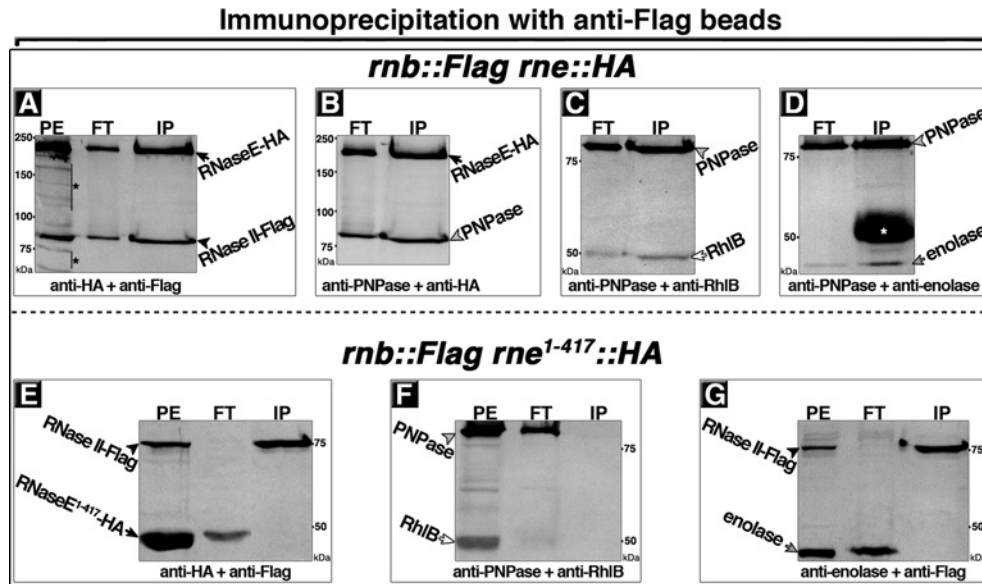 Immunoprecipitation with anti-Flag beads
rnb::Flag rne::HA
A
PE FT IP
250
150
100
75
kDa
*
*
RNaseE-HA
RNase II-Flag
anti-HA + anti-Flag
B
FT IP
250
150
100
75
kDa
RNaseE-HA
PNPase
anti-PNPase + anti-HA
C
FT IP
75
50
kDa
PNPase
RhlB
anti-PNPase + anti-RhlB
D
FT IP
75
50
kDa
*
PNPase
enolase
anti-PNPase + anti-enolase
rnb::Flag rne1-417::HA
E
PE FT IP
RNase II-Flag
RNaseE1-417-HA
75
50
kDa
anti-HA + anti-Flag
F
PE FT IP
PNPase
RhlB
75
50
kDa
anti-PNPase + anti-RhlB
G
PE FT IP
RNase II-Flag
enolase
75
50
kDa
anti-enolase + anti-Flag